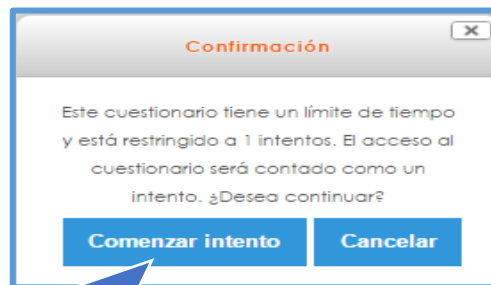 Confirmación
Este cuestionario tiene un límite de tiempo
y está restringido a 1 intentos. El acceso al
cuestionario será contado como un
intento. ¿Desea continuar?
Comenzar intento Cancelar